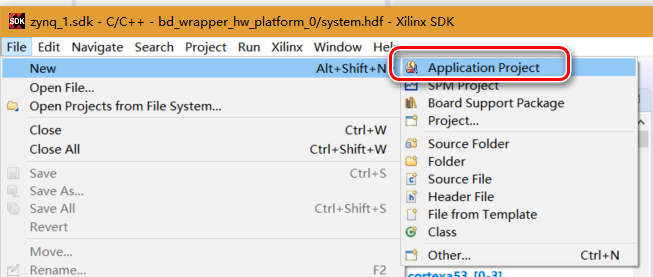 SDK zynq_1.sdk - C/C++ - bd_wrapper_hw_platform_0/system.hdf - Xilinx SDK
File Edit Navigate Search Project Run Xilinx Window Help
New Alt+Shift+N
Application Project
Open File...
SPM Project
Open Projects from File System...
Board Support Package
Project...
Close Ctrl+W
Source Folder
Close All Ctrl+Shift+W
Folder
Save Ctrl+S
Source File
Save As...
Header File
Save All Ctrl+Shift+S
File from Template
Revert
Class
Move...
Other... Ctrl+N
Rename... F2
cortexa53 [0-3]